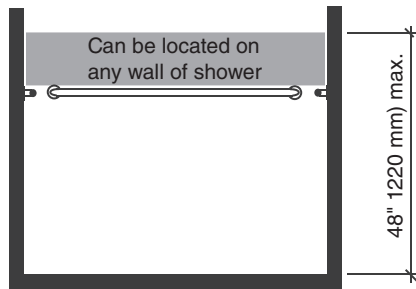 Can be located on
any wall of shower
48" 1220 mm) max.